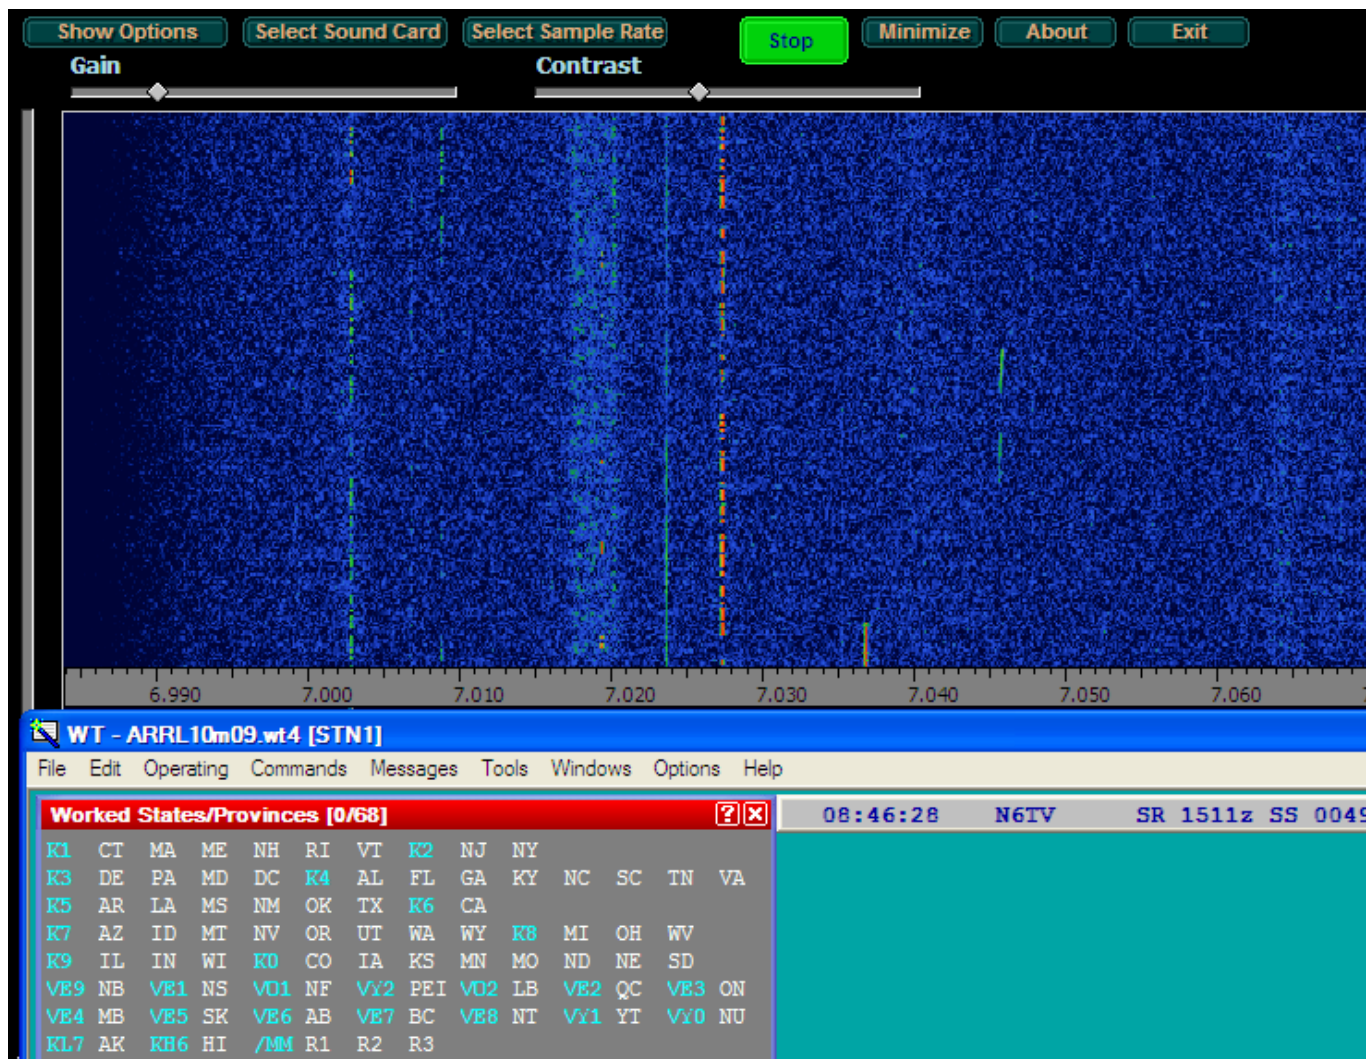 Show Options Select Sound Card Select Sample Rate Stop Minimize About Exit
Gain Contrast
6.990 7.000 7.010 7.020 7.030 7.040 7.050 7.060
WT - ARRL10m09.wt4 [STN1]
File Edit Operating Commands Messages Tools Windows Options Help
Worked States/Provinces [0/68] ? X 08:46:28 N6TV SR 1511z SS 0049
K1 CT MA ME NH RI VT K2 NJ NY
K3 DE PA MD DC K4 AL FL GA KY NC SC TN VA
K5 AR LA MS NM OK TX K6 CA
K7 AZ ID MT NV OR UT WA WY K8 MI OH WV
K9 IL IN WI K0 CO IA KS MN MO ND NE SD
VE9 NB VE1 NS VO1 NF VY2 PEI VO2 LB VE2 QC VE3 ON
VE4 MB VE5 SK VE6 AB VE7 BC VE8 NT VY1 YT VY0 NU
KL7 AK KH6 HI /MM R1 R2 R3